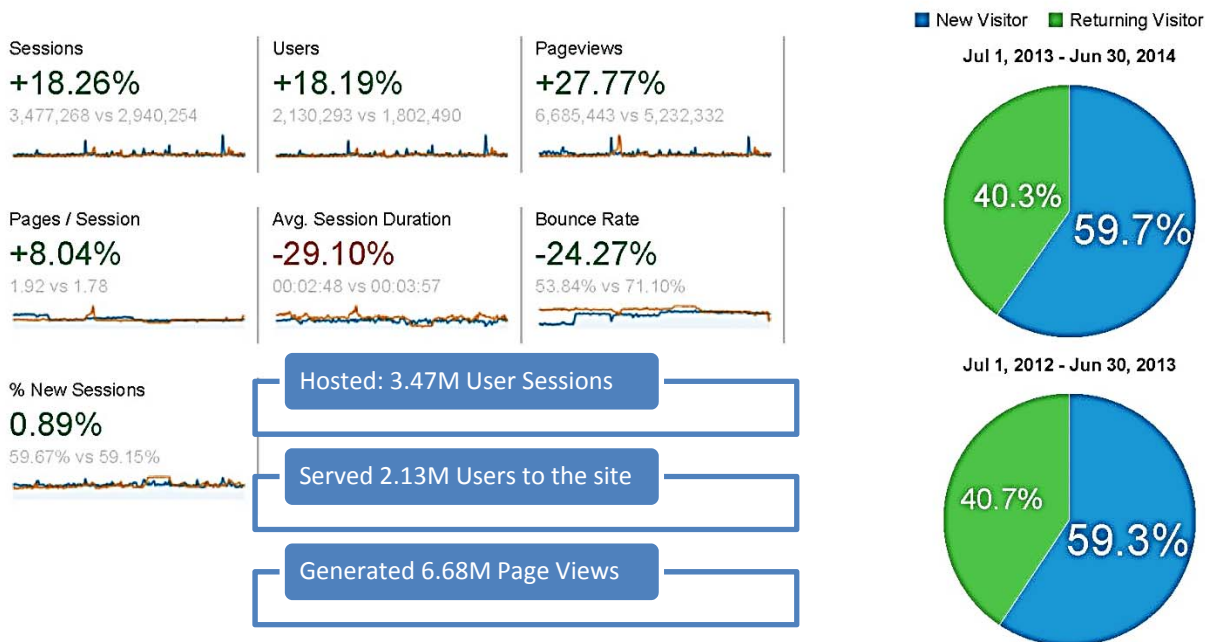 Sessions
+18.26%
3,477,268 vs 2,940,254
Users
+18.19%
2,130,293 vs 1,802,490
Pageviews
+27.77%
6,685,443 vs 5,232,332
Pages / Session
+8.04%
1.92 vs 1.78
Avg. Session Duration
-29.10%
00:02:48 vs 00:03:57
Bounce Rate
-24.27%
53.84% vs 71.10%
% New Sessions
0.89%
59.67% vs 59.15%
Hosted: 3.47M User Sessions
Served 2.13M Users to the site
Generated 6.68M Page Views
New Visitor
Returning Visitor
Jul 1, 2013 - Jun 30, 2014
40.3%
59.7%
Jul 1, 2012 - Jun 30, 2013
40.7%
59.3%